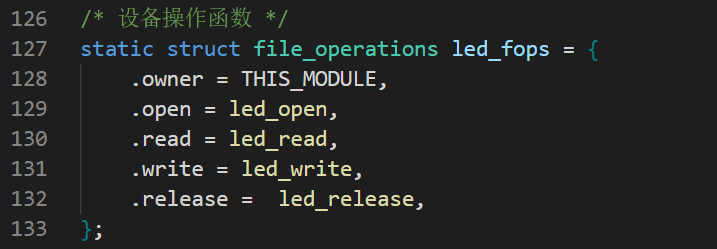 126 /* 设备操作函数 */
127 static struct file_operations led_fops = {
128     .owner = THIS_MODULE,
129     .open = led_open,
130     .read = led_read,
131     .write = led_write,
132     .release =  led_release,
133 };